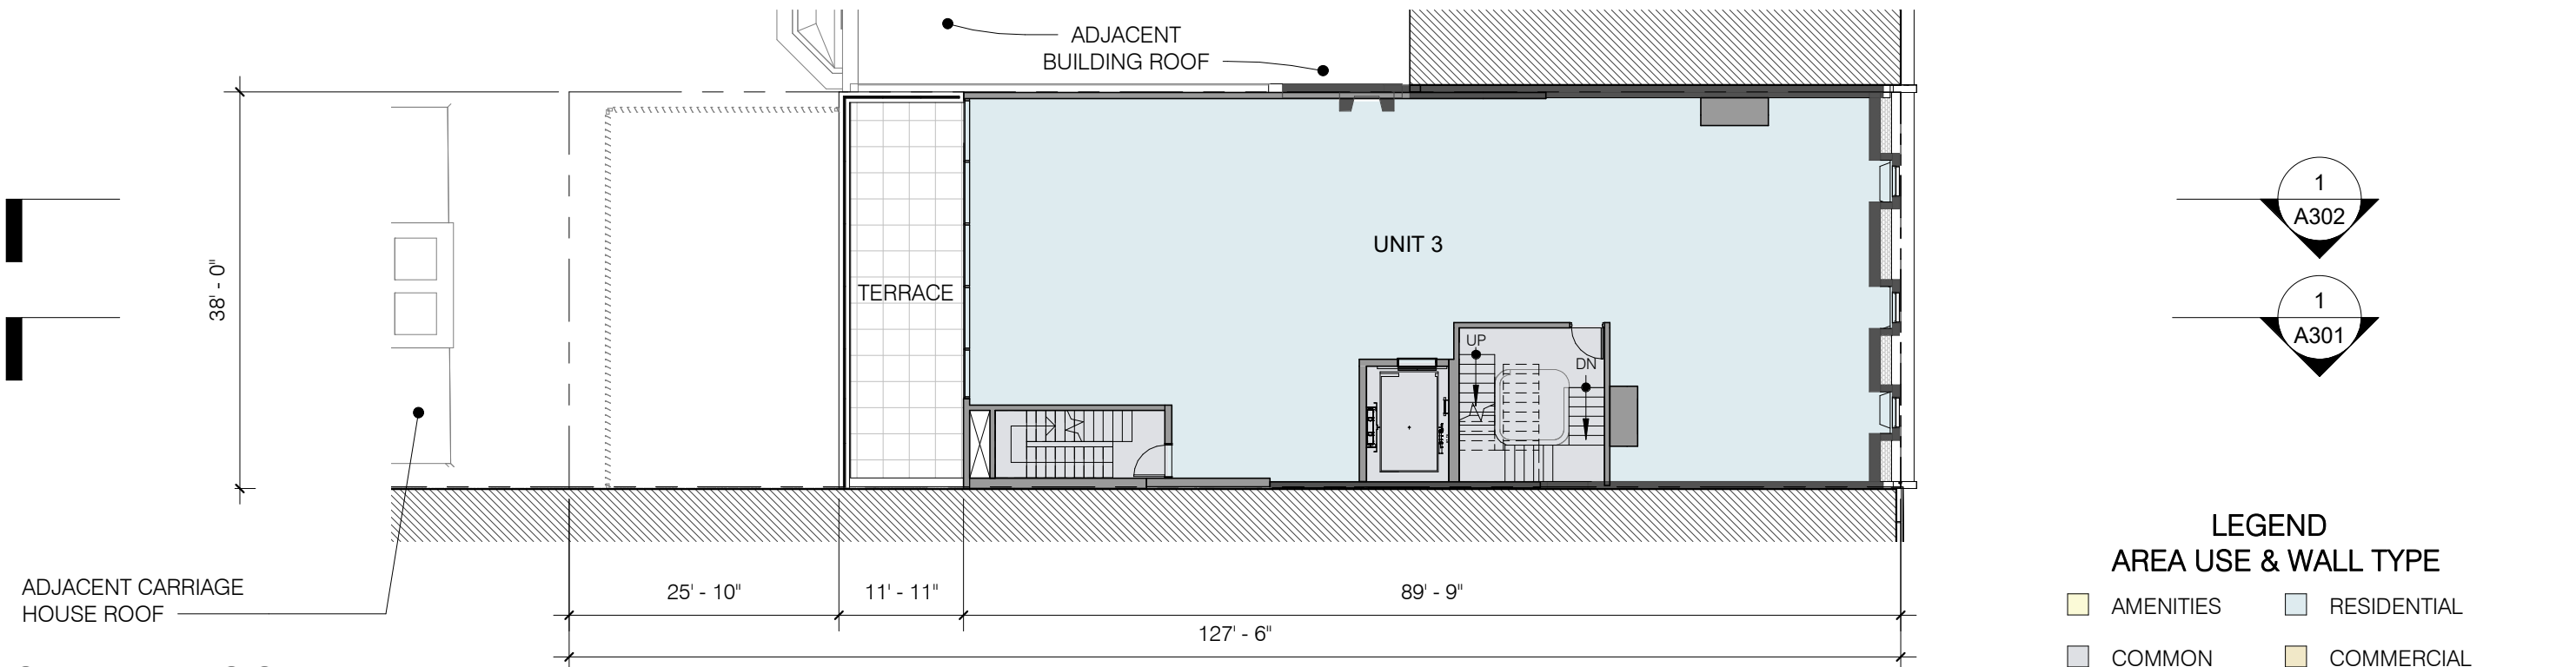 ADJACENT
BUILDING ROOF
38' - 0"
TERRACE
UNIT 3
UP
DN
1
A302
1
A301
ADJACENT CARRIAGE
HOUSE ROOF
25' - 10"
11' - 11"
89' - 9"
127' - 6"
LEGEND
AREA USE & WALL TYPE
AMENITIES
RESIDENTIAL
COMMON
COMMERCIAL